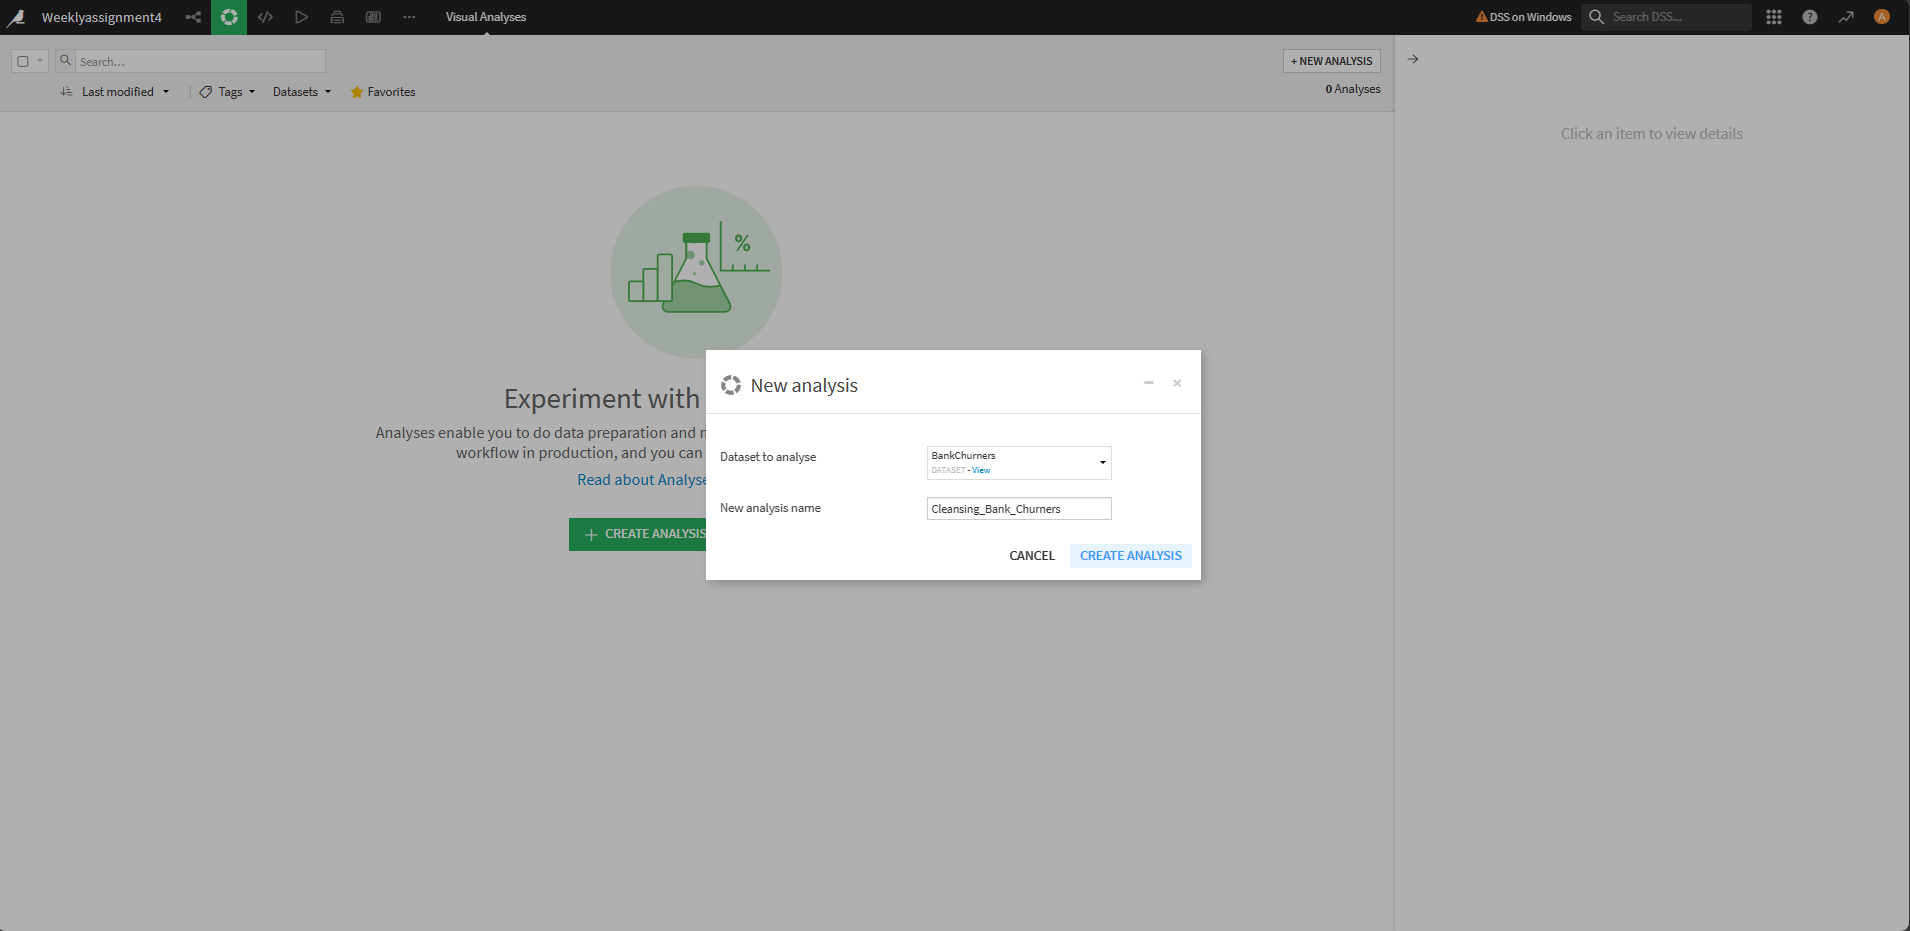 Weeklyassignment4
Visual Analyses
DSS on Windows
Search DSS...
A
Search...
+ NEW ANALYSIS
Last modified
Tags
Datasets
Favorites
0 Analyses
Click an item to view details
%
Experiment with
Analyses enable you to do data preparation and
workflow in production, and you can
Read about Analyse
+ CREATE ANALYSIS
New analysis
Dataset to analyse
BankChurners
DATASET - View
New analysis name
Cleansing_Bank_Churners
CANCEL
CREATE ANALYSIS